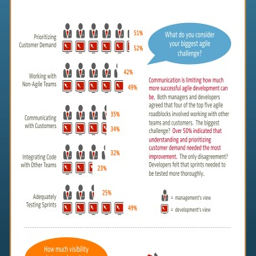 Prioritizing
Customer Demand
51%
52%
Working with
Non-Agile Teams
42%
49%
Communicating
with Customers
35%
34%
Integrating Code
with Other Teams
32%
23%
Adequately
Testing Sprints
25%
49%
What do you consider
your biggest agile
challenge?
Communication is limiting how much
more successful agile development can
be. Both managers and developers
agreed that four of the top five agile
roadblocks involved working with other
teams and customers. The biggest
challenge? Over 50% indicated that
understanding and prioritizing
customer demand needed the most
improvement. The only disagreement?
Developers felt that sprints needed to
be tested more thoroughly.
= management's view
= development's view
How much visibility